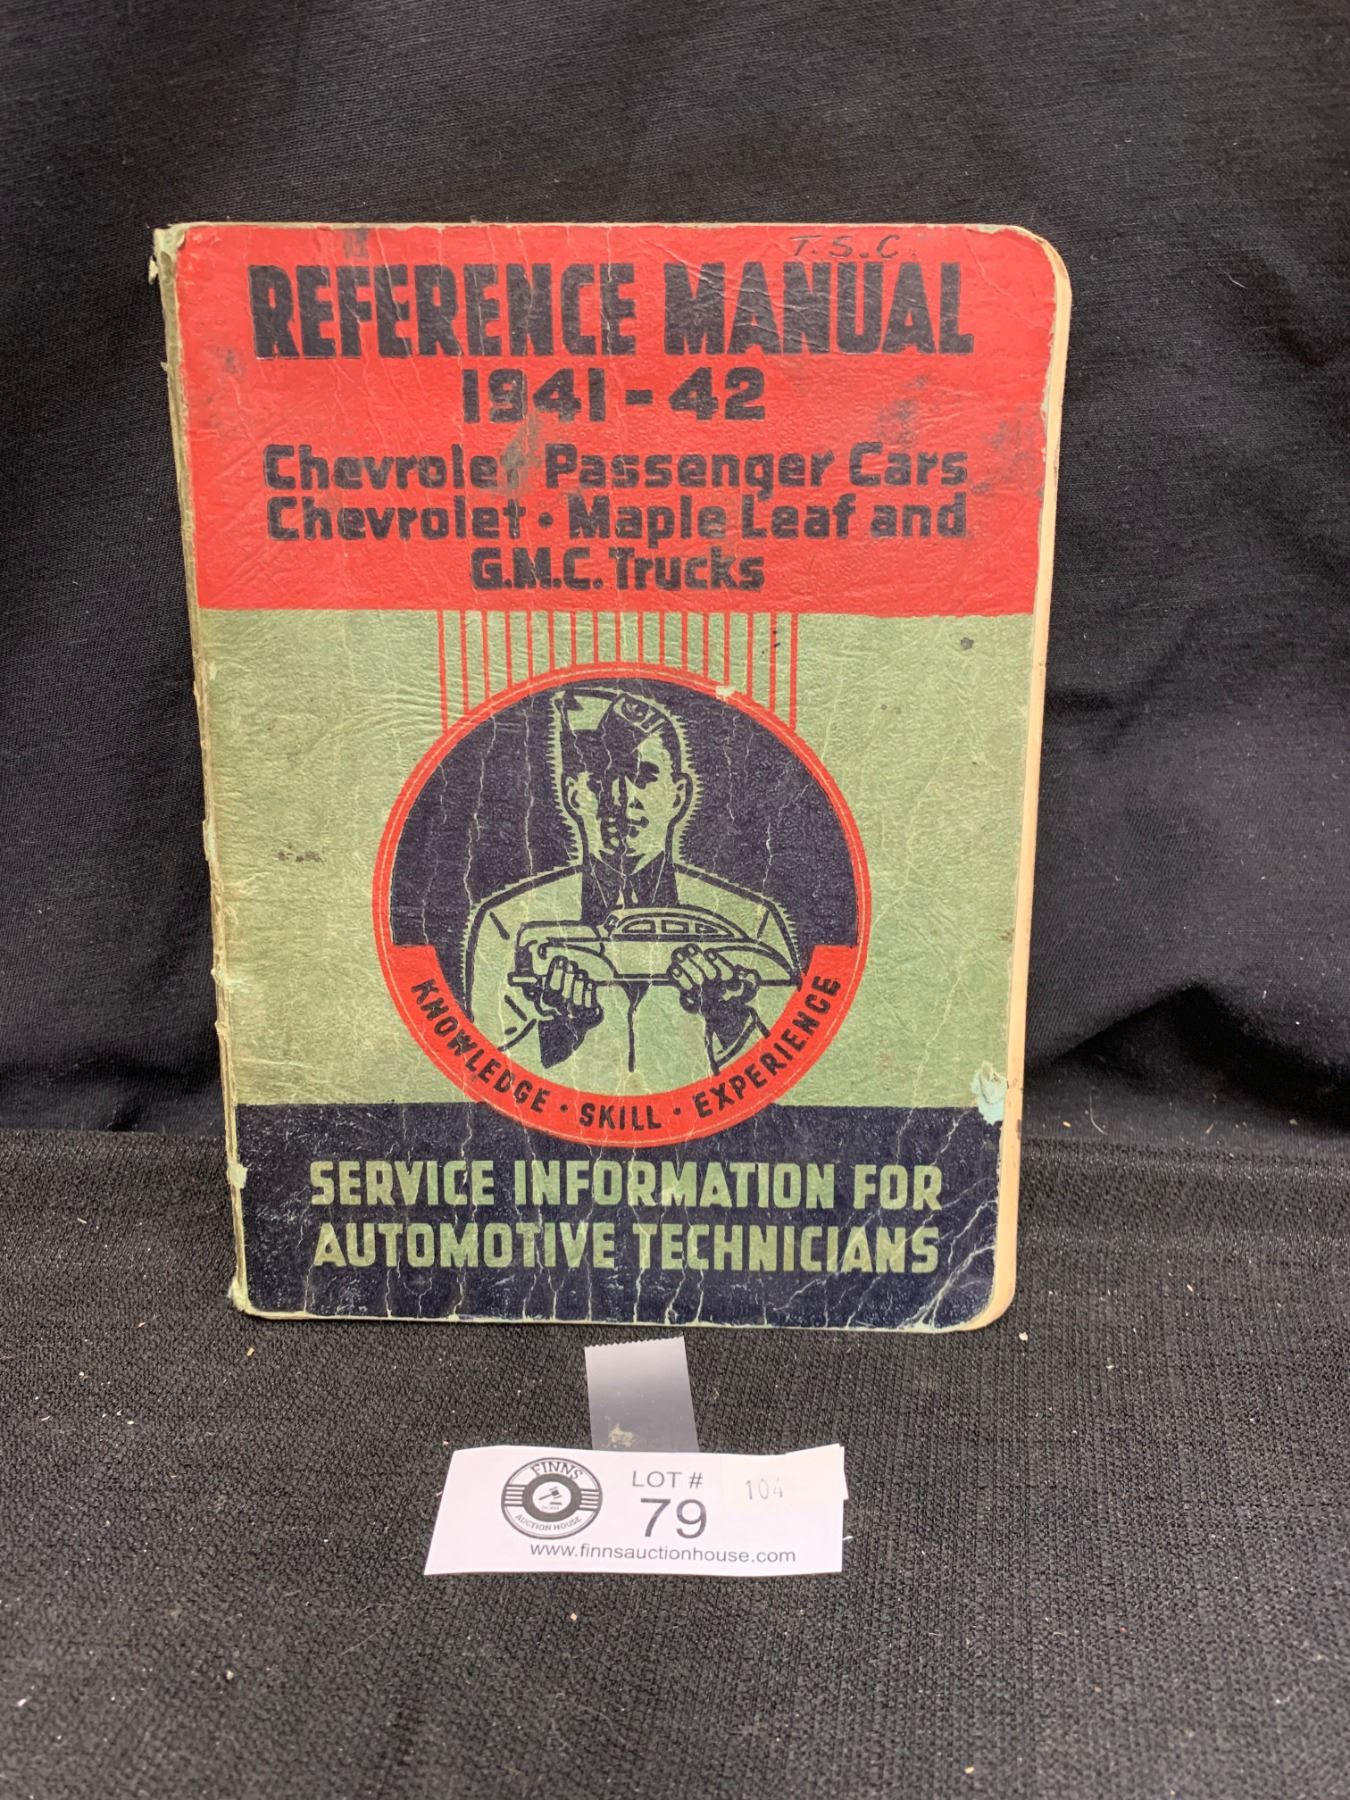 T.S.C.
REFERENCE MANUAL
1941-42
Chevrolet Passenger Cars
Chevrolet • Maple Leaf and
G.M.C. Trucks
KNOWLEDGE • SKILL • EXPERIENCE
SERVICE INFORMATION FOR
AUTOMOTIVE TECHNICIANS
FINNS
AUCTION HOUSE
LOT #
79
104
www.finnsauctionhouse.com